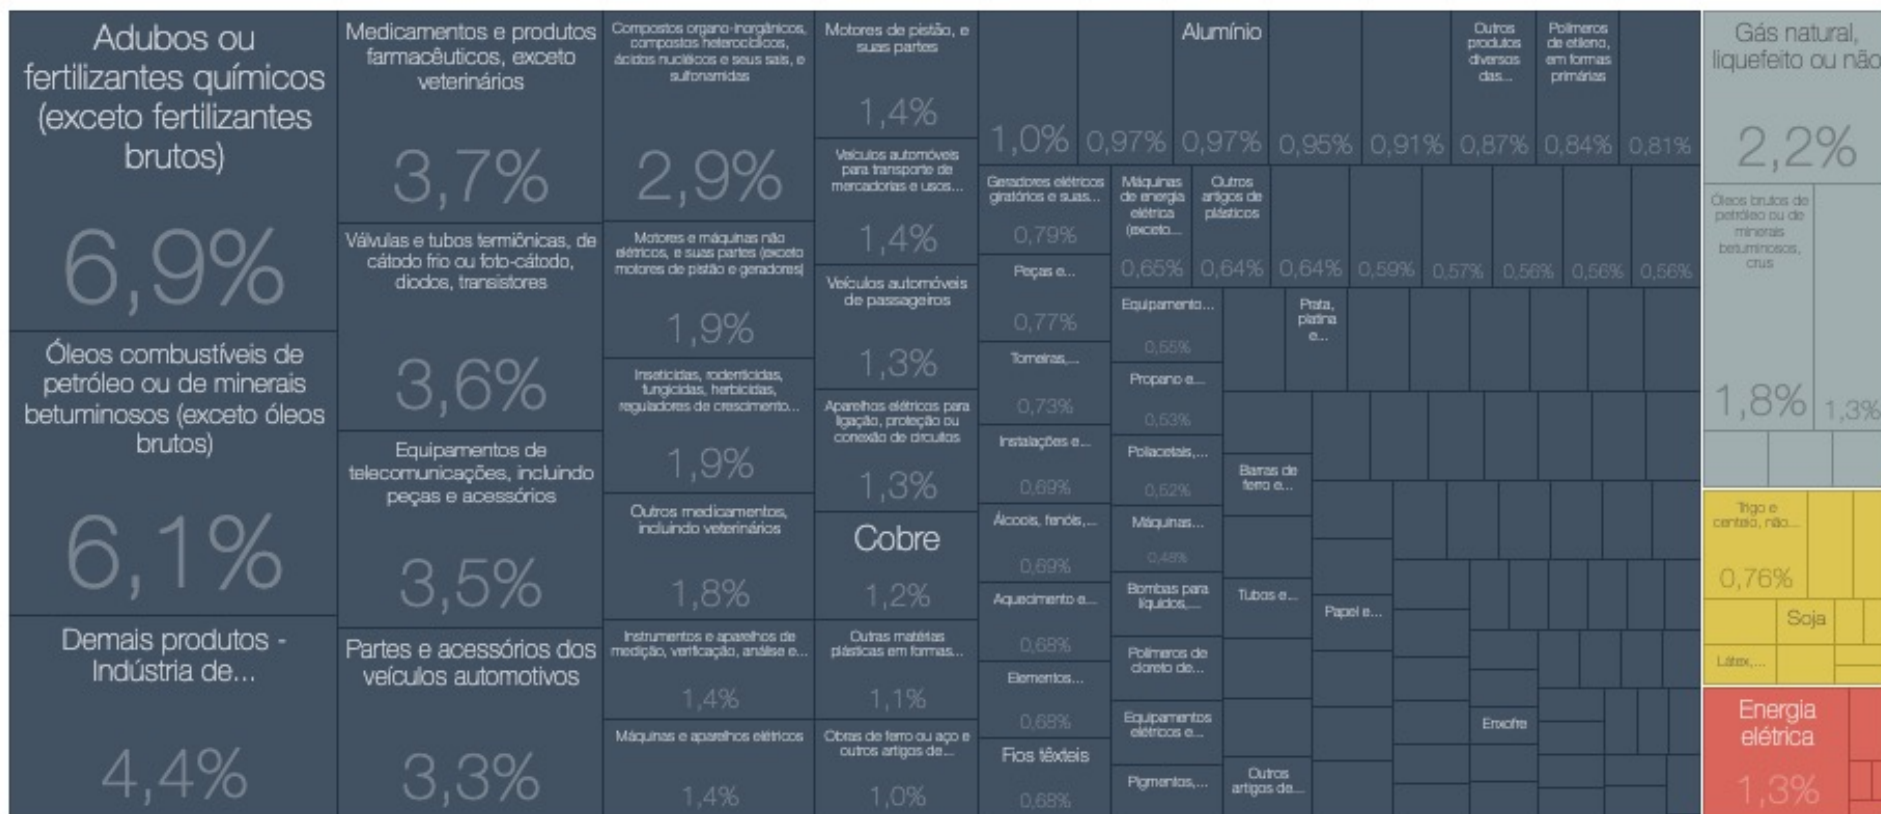 Adubos ou
fertilizantes químicos
(exceto fertilizantes
brutos)
6,9%
Óleos combustíveis de
petróleo ou de minerais
betuminosos (exceto óleos
brutos)
6,1%
Demais produtos -
Indústria de...
4,4%
Medicamentos e produtos
farmacêuticos, exceto
veterinários
3,7%
Válvulas e tubos termiônicas, de
cátodo frio ou foto-cátodo,
diodos, transistores
3,6%
Equipamentos de
telecomunicações, incluindo
peças e acessórios
3,5%
Partes e acessórios dos
veículos automotivos
3,3%
Compostos organo-inorgânicos,
compostos heterocíclicos,
ácidos nucléicos e seus sais, e
sulfonamidas
2,9%
Motores e máquinas não
elétricos, e suas partes (exceto
motores de pistão e geradores)
1,9%
Inseticidas, rodenticidas,
fungicidas, herbicidas,
reguladores de crescimento...
1,9%
Outros medicamentos,
incluindo veterinários
1,8%
Instrumentos e aparelhos de
medição, verificação, análise e...
1,4%
Máquinas e aparelhos elétricos
1,4%
Motores de pistão, e
suas partes
1,4%
Veículos automóveis
para transporte de
mercadorias e usos...
1,4%
Veículos automóveis
de passageiros
1,3%
Aparelhos elétricos para
ligação, proteção ou
conexão de circuitos
1,3%
Cobre
1,2%
Outras matérias
plásticas em formas...
1,1%
Obras de ferro ou aço e
outros artigos de...
1,0%
1,0%
0,97%
Alumínio
0,97%
0,95%
0,91%
Outros
produtos
diversos
das...
0,87%
Polímeros
de etileno,
em formas
primárias
0,84%
0,81%
Geradores elétricos
giratórios e suas...
0,79%
Peças e...
0,77%
Torneiras,...
0,73%
Instalações e...
0,69%
Álcoois, fenóis,...
0,69%
Aquecimento e...
0,68%
Elementos...
0,68%
Fios têxteis
0,68%
Máquinas
de energia
elétrica
(exceto...
0,65%
Outros
artigos de
plásticos
0,64%
0,64%
0,59%
0,57%
0,56%
0,56%
0,56%
Equipamento...
0,55%
Propano e...
0,53%
Poliacetais,...
0,52%
Máquinas...
0,48%
Bombas para
líquidos,...
Polímeros de
cloreto de...
Equipamentos
elétricos e...
Pigmentos,...
Prata,
platina
e...
Barras de
ferro e...
Tubos e...
Outros
artigos de...
Papel e...
Enxofre
Gás natural,
liquefeito ou não
2,2%
Óleos brutos de
petróleo ou de
minerais
betuminosos,
crus
1,8%
1,3%
Trigo e
centeio, não...
0,76%
Soja
Látex,...
Energia
elétrica
1,3%